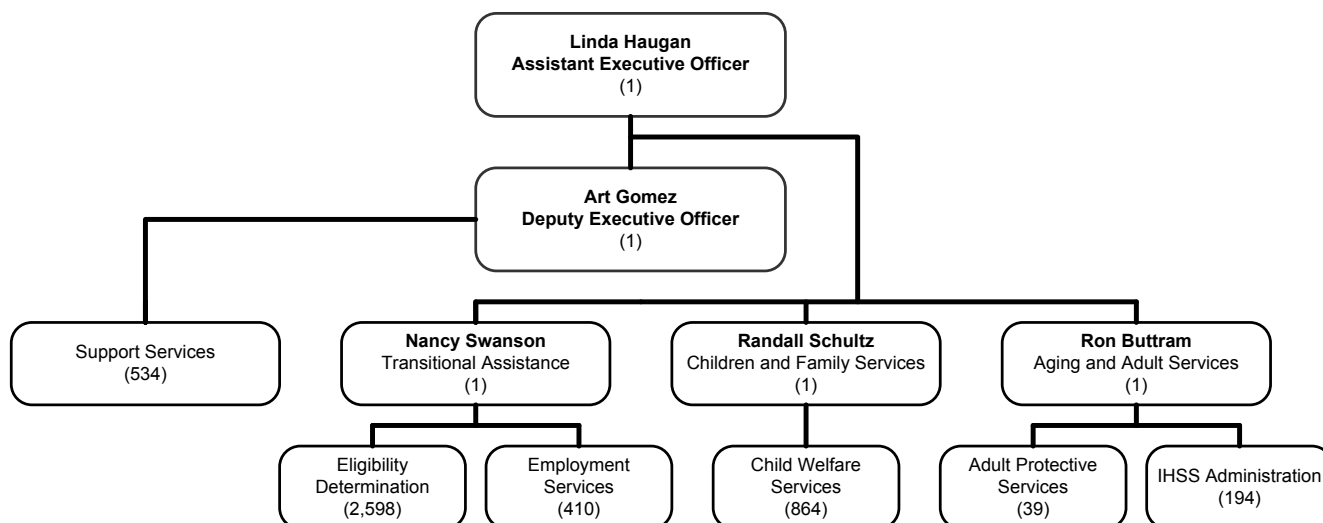 Linda Haugan
Assistant Executive Officer
(1)
Art Gomez
Deputy Executive Officer
(1)
Support Services
(534)
Nancy Swanson
Transitional Assistance
(1)
Randall Schultz
Children and Family Services
(1)
Ron Buttram
Aging and Adult Services
(1)
Eligibility
Determination
(2,598)
Employment
Services
(410)
Child Welfare
Services
(864)
Adult Protective
Services
(39)
IHSS Administration
(194)